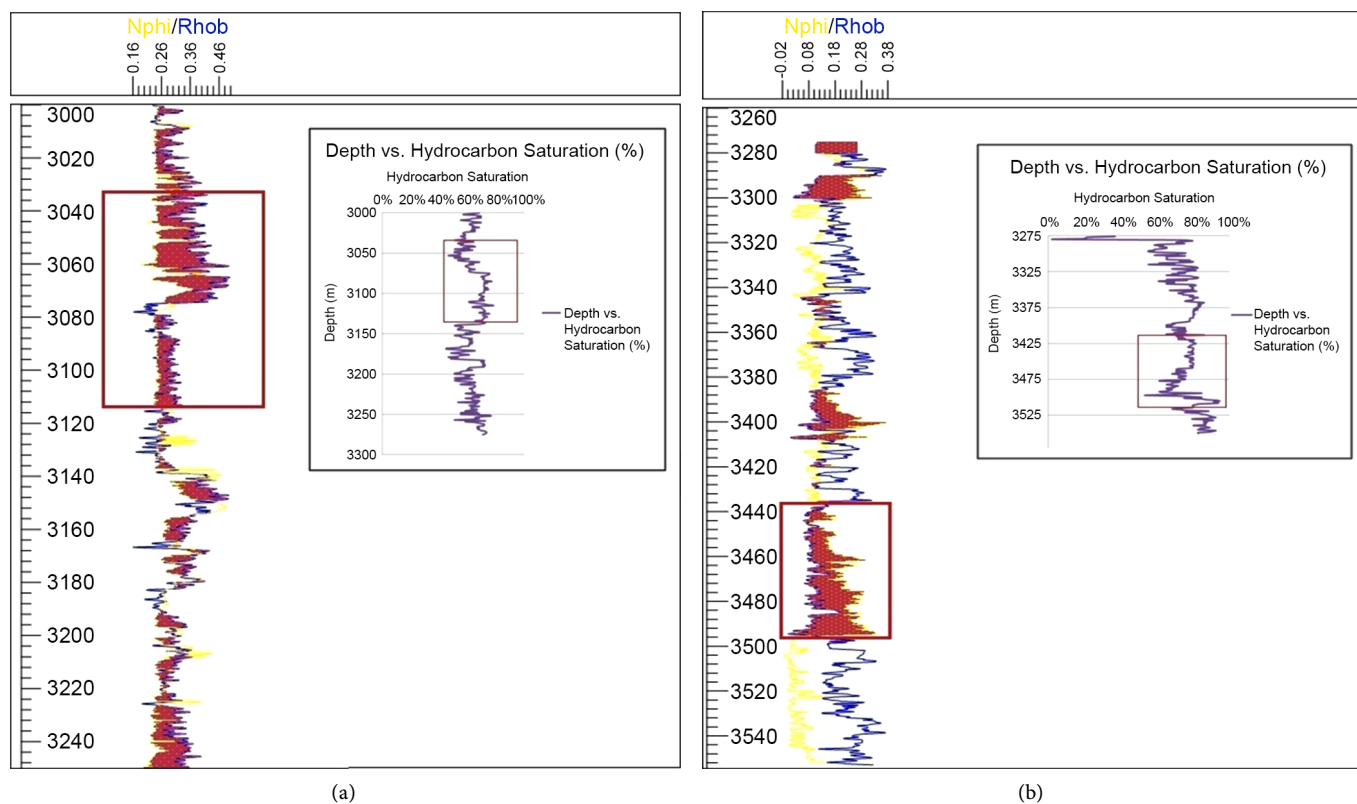 Nphi/Rhob
0.16
0.26
0.36
0.46
3000
3020
3040
3060
3080
3100
3120
3140
3160
3180
3200
3220
3240
Depth vs. Hydrocarbon Saturation (%)
Hydrocarbon Saturation
0% 20% 40% 60% 80% 100%
3000
3050
3100
3150
3200
3250
3300
Depth (m)
Depth vs.
Hydrocarbon
Saturation (%)
(a)
Nphi/Rhob
-0.02
0.08
0.18
0.28
0.38
3260
3280
3300
3320
3340
3360
3380
3400
3420
3440
3460
3480
3500
3520
3540
Depth vs. Hydrocarbon Saturation (%)
Hydrocarbon Saturation
0% 20% 40% 60% 80% 100%
3275
3325
3375
3425
3475
3525
Depth (m)
Depth vs.
Hydrocarbon
Saturation (%)
(b)